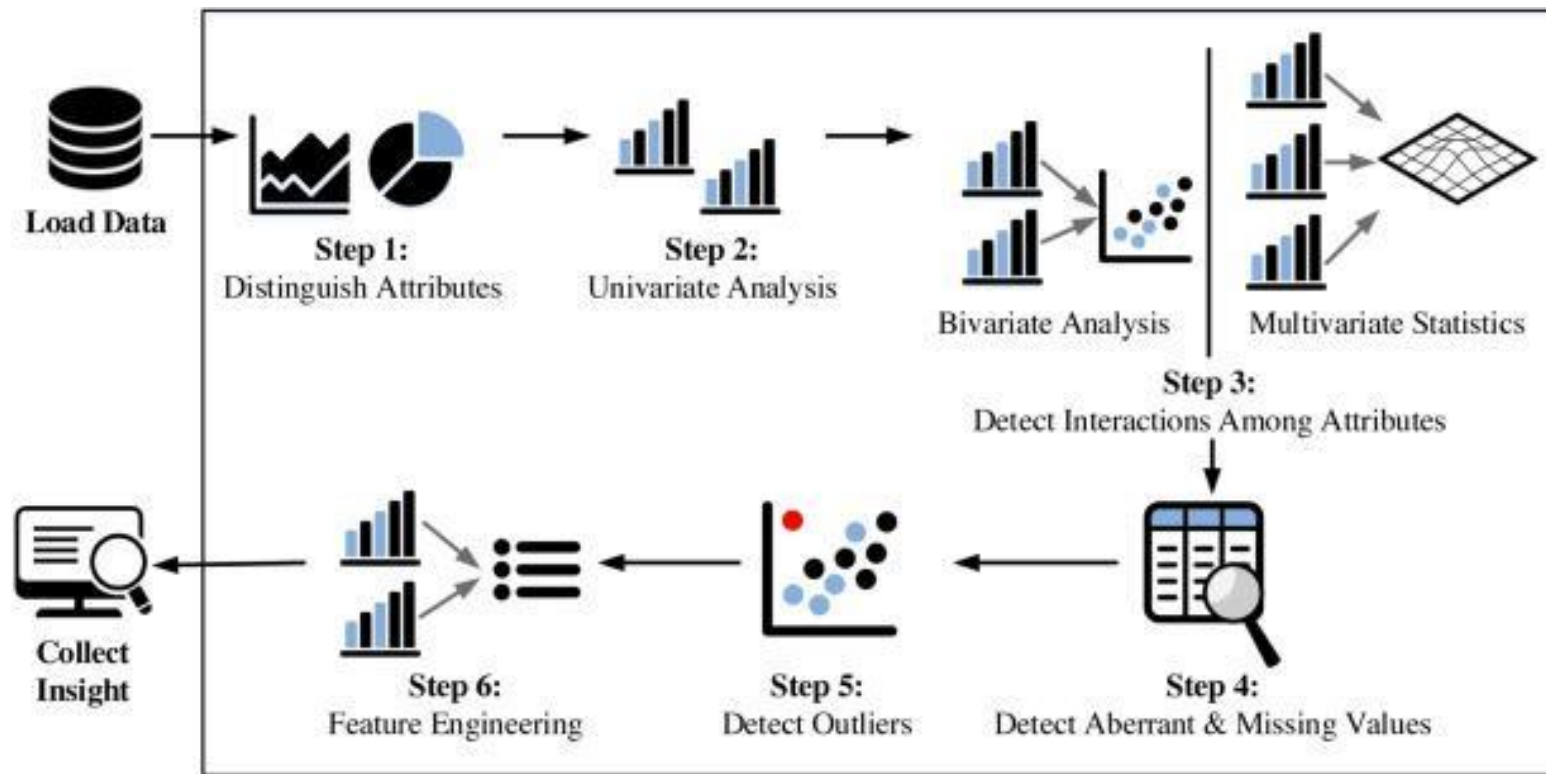 Load Data
Step 1:
Distinguish Attributes
Step 2:
Univariate Analysis
Bivariate Analysis
Multivariate Statistics
Step 3:
Detect Interactions Among Attributes
Step 4:
Detect Aberrant & Missing Values
Step 5:
Detect Outliers
Step 6:
Feature Engineering
Collect
Insight